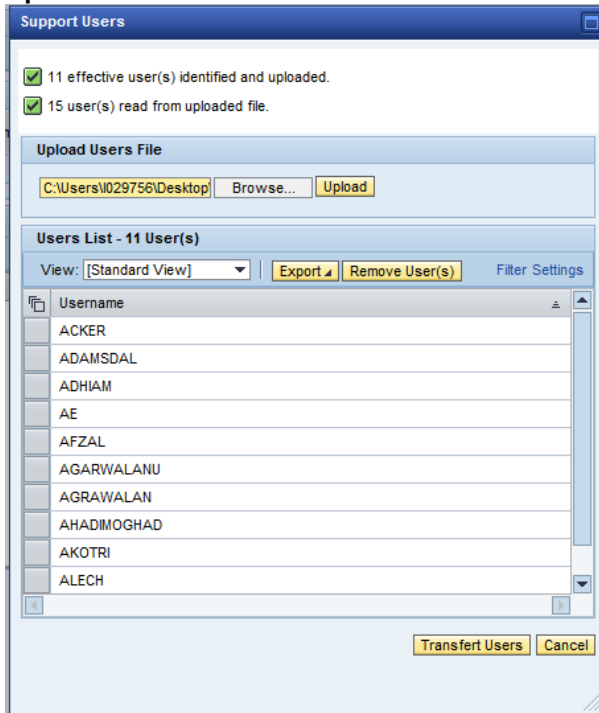 Support Users
11 effective user(s) identified and uploaded.
15 user(s) read from uploaded file.
Upload Users File
C:\Users\I029756\Desktop\ Browse... Upload
Users List - 11 User(s)
View: [Standard View] Export Remove User(s) Filter Settings
Username
ACKER
ADAMSDAL
ADHIAM
AE
AFZAL
AGARWALANU
AGRAWALAN
AHADIMOGHAD
AKOTRI
ALECH
Transfert Users Cancel